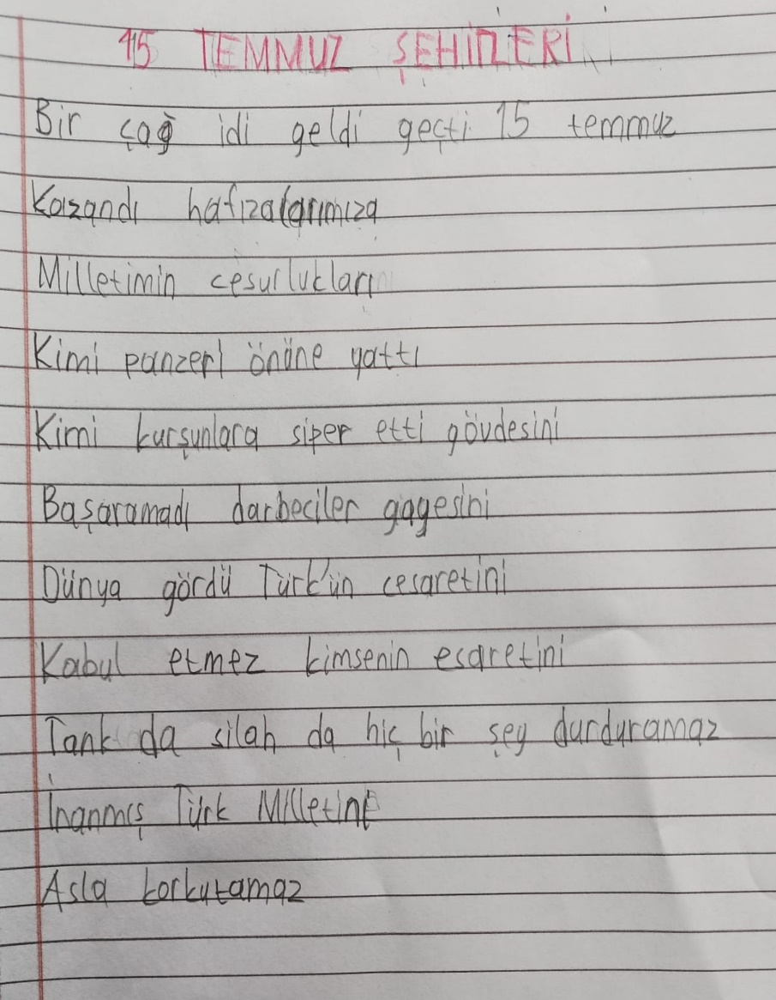 15 TEMMUZ ŞEHİTLERİ
Bir çağ idi geldi geçti 15 temmuz
Kazandı hafızalarımıza
Milletimin cesurlukları
Kimi panzerl önüne yattı
Kimi kurşunlara siper etti gövdesini
Başaramadı darbeciler gayesini
Dünya gördü Türk'ün cesaretini
Kabul etmez kimsenin esaretini
Tank da silah da hiç bir şey durduramaz
İnanmış Türk Milletine
Asla korkutamaz